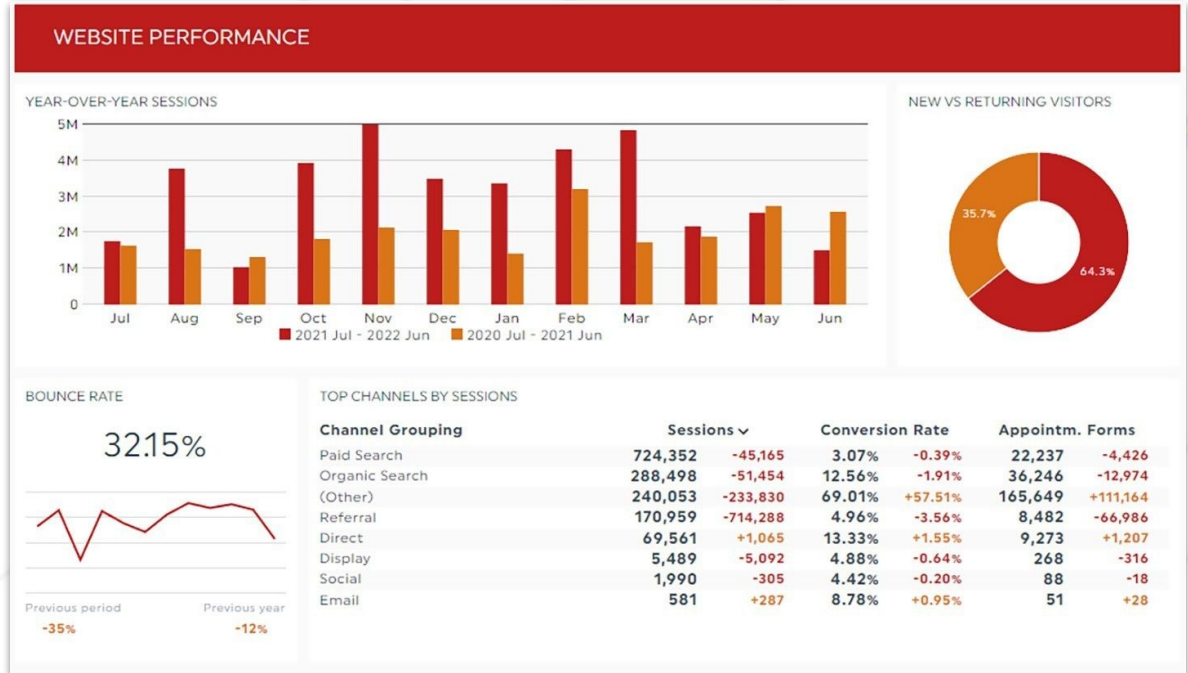 WEBSITE PERFORMANCE
YEAR-OVER-YEAR SESSIONS
5M
4M
3M
2M
1M
0
Jul Aug Sep Oct Nov Dec Jan Feb Mar Apr May Jun
2021 Jul - 2022 Jun 2020 Jul - 2021 Jun
NEW VS RETURNING VISITORS
35.7%
64.3%
BOUNCE RATE
32.15%
Previous period Previous year
-35% -12%
TOP CHANNELS BY SESSIONS
Channel Grouping Sessions Conversion Rate Appointm. Forms
Paid Search 724,352 -45,165 3.07% -0.39% 22,237 -4,426
Organic Search 288,498 -51,454 12.56% -1.91% 36,246 -12,974
(Other) 240,053 -233,830 69.01% +57.51% 165,649 +111,164
Referral 170,959 -714,288 4.96% -3.56% 8,482 -66,986
Direct 69,561 +1,065 13.33% +1.55% 9,273 +1,207
Display 5,489 -5,092 4.88% -0.64% 268 -316
Social 1,990 -305 4.42% -0.20% 88 -18
Email 581 +287 8.78% +0.95% 51 +28